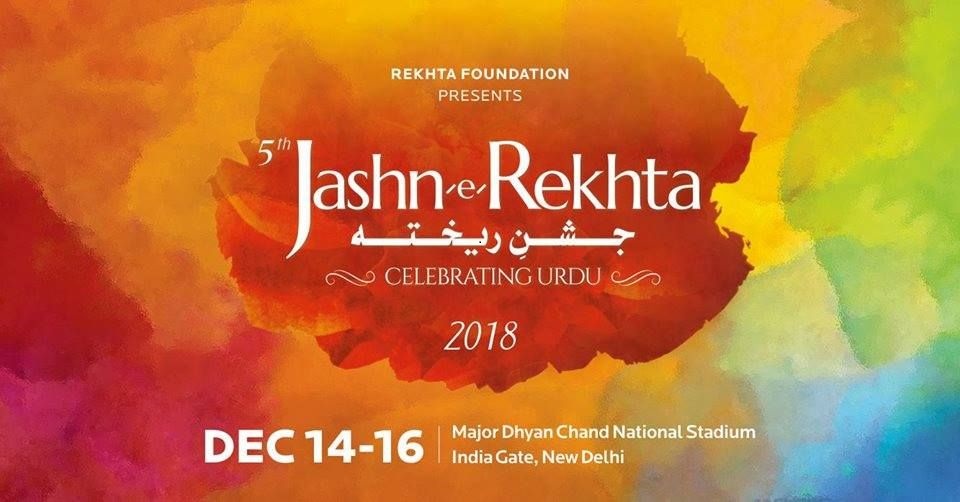 REKHTA FOUNDATION
PRESENTS
5th Jashn-e-Rekhta
جشنِ ریختہ
CELEBRATING URDU
2018
DEC 14-16
Major Dhyan Chand National Stadium
India Gate, New Delhi